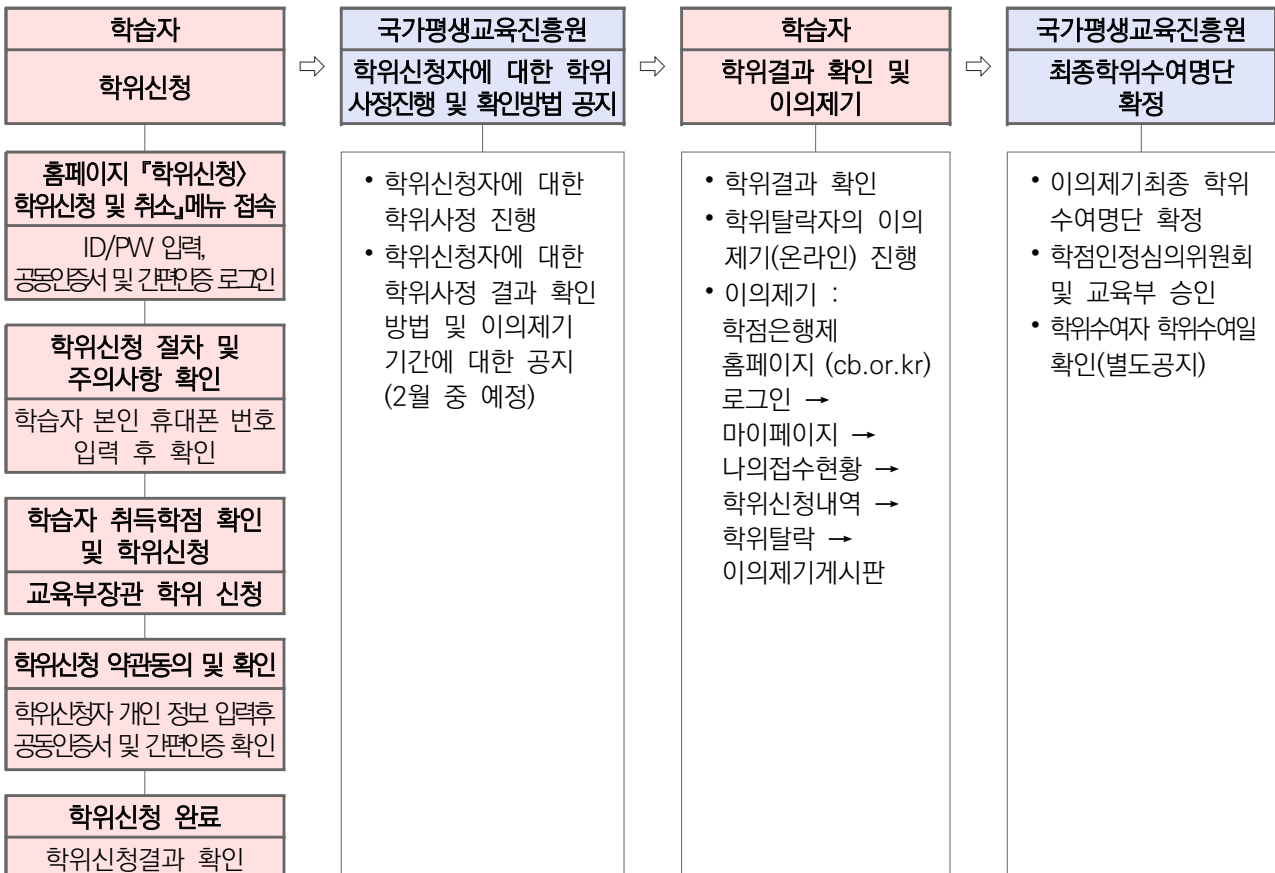 학습자
학위신청
홈페이지 『학위신청〉
학위신청 및 취소』메뉴 접속
ID/PW 입력,
공동인증서 및 간편인증 로그인
학위신청 절차 및
주의사항 확인
학습자 본인 휴대폰 번호
입력 후 확인
학습자 취득학점 확인
및 학위신청
교육부장관 학위 신청
학위신청 약관동의 및 확인
학위신청자 개인 정보 입력후
공동인증서 및 간편인증 확인
학위신청 완료
학위신청결과 확인
⇨
국가평생교육진흥원
학위신청자에 대한 학위
사정진행 및 확인방법 공지
• 학위신청자에 대한
학위사정 진행
• 학위신청자에 대한
학위사정 결과 확인
방법 및 이의제기
기간에 대한 공지
(2월 중 예정)
⇨
학습자
학위결과 확인 및
이의제기
• 학위결과 확인
• 학위탈락자의 이의
제기(온라인) 진행
• 이의제기 :
학점은행제
홈페이지 (cb.or.kr)
로그인 →
마이페이지 →
나의접수현황 →
학위신청내역 →
학위탈락 →
이의제기게시판
⇨
국가평생교육진흥원
최종학위수여명단
확정
• 이의제기최종 학위
수여명단 확정
• 학점인정심의위원회
및 교육부 승인
• 학위수여자 학위수여일
확인(별도공지)